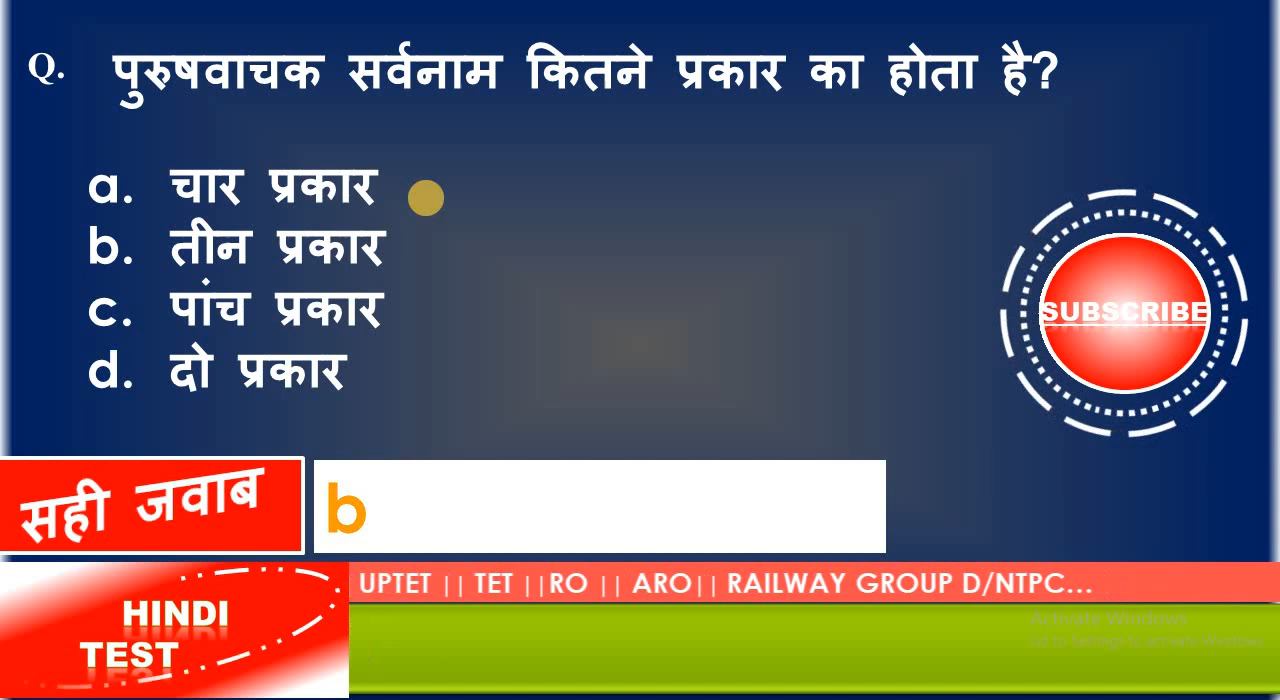 Q. पुरुषवाचक सर्वनाम कितने प्रकार का होता है?
a. चार प्रकार
b. तीन प्रकार
c. पांच प्रकार
d. दो प्रकार
SUBSCRIBE
सही जवाब
b
UPTET || TET ||RO || ARO|| RAILWAY GROUP D/NTPC...
HINDI
TEST
Activate Windows
Go to Settings to activate Windows.